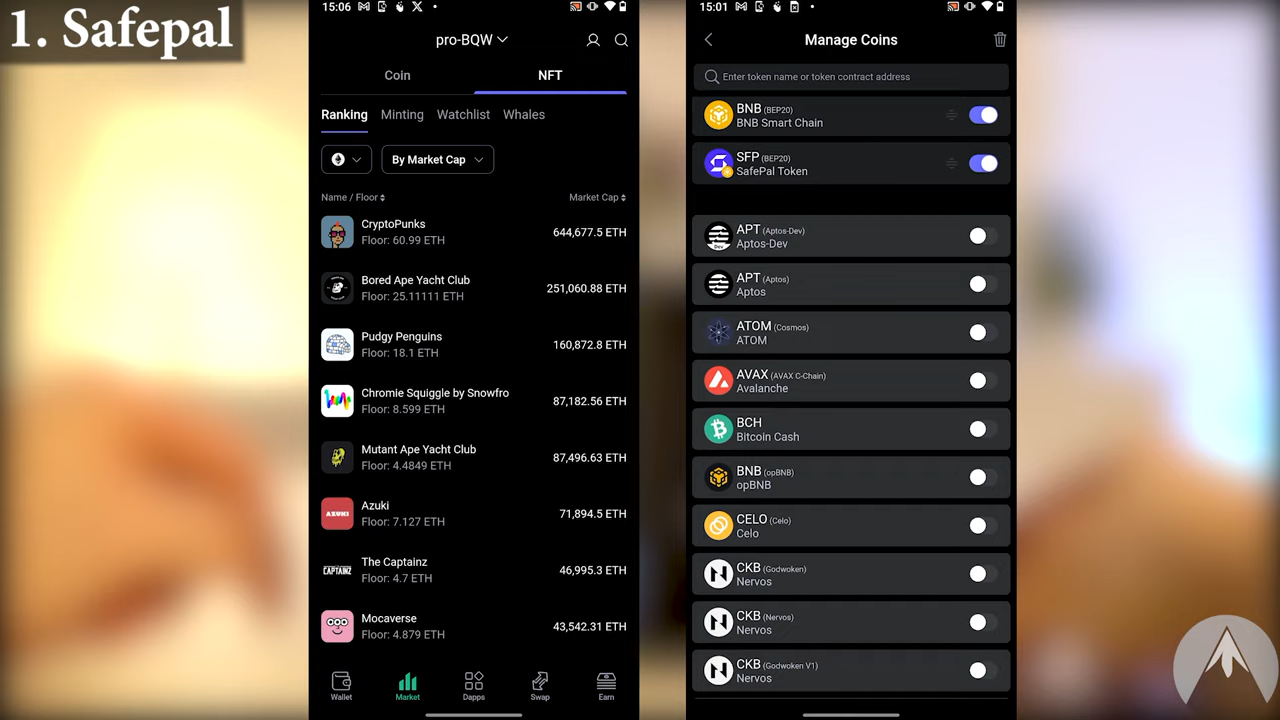 1. Safepal
15:06
pro-BQW
Coin
NFT
Ranking
Minting
Watchlist
Whales
By Market Cap
Name / Floor
Market Cap
CryptoPunks
Floor: 60.99 ETH
644,677.5 ETH
Bored Ape Yacht Club
Floor: 25.11111 ETH
251,060.88 ETH
Pudgy Penguins
Floor: 18.1 ETH
160,872.8 ETH
Chromie Squiggle by Snowfro
Floor: 8.599 ETH
87,182.56 ETH
Mutant Ape Yacht Club
Floor: 4.4849 ETH
87,496.63 ETH
AZUKI
Azuki
Floor: 7.127 ETH
71,894.5 ETH
CAPTAINZ
The Captainz
Floor: 4.7 ETH
46,995.3 ETH
Mocaverse
Floor: 4.879 ETH
43,542.31 ETH
Wallet
Market
Dapps
Swap
Earn
15:01
Manage Coins
Enter token name or token contract address
BNB (BEP20)
BNB Smart Chain
SFP (BEP20)
SafePal Token
Dev
APT (Aptos-Dev)
Aptos-Dev
APT (Aptos)
Aptos
ATOM (Cosmos)
ATOM
AVAX (AVAX C-Chain)
Avalanche
BCH
Bitcoin Cash
BNB (opBNB)
opBNB
CELO (Celo)
Celo
CKB (Godwoken)
Nervos
CKB (Nervos)
Nervos
CKB (Godwoken V1)
Nervos